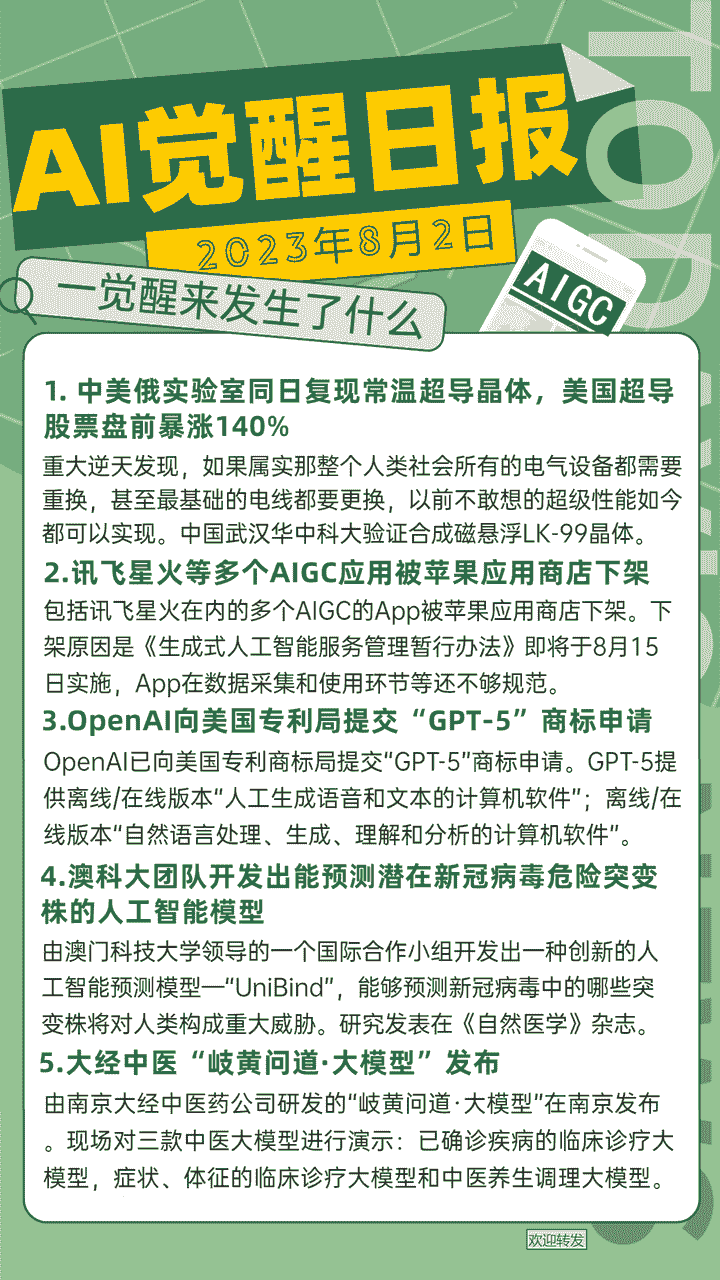 AI觉醒日报
2023年8月2日
一觉醒来发生了什么
AIGC
1. 中美俄实验室同日复现常温超导晶体，美国超导
股票盘前暴涨140%
重大逆天发现，如果属实那整个人类社会所有的电气设备都需要
重换，甚至最基础的电线都要更换，以前不敢想的超级性能如今
都可以实现。中国武汉华中科大验证合成磁悬浮LK-99晶体。
2.讯飞星火等多个AIGC应用被苹果应用商店下架
包括讯飞星火在内的多个AIGC的App被苹果应用商店下架。下
架原因是《生成式人工智能服务管理暂行办法》即将于8月15
日实施，App在数据采集和使用环节等还不够规范。
3.OpenAI向美国专利局提交“GPT-5”商标申请
OpenAI已向美国专利商标局提交“GPT-5”商标申请。GPT-5提
供离线/在线版本“人工生成语音和文本的计算机软件”；离线/在
线版本“自然语言处理、生成、理解和分析的计算机软件”。
4.澳科大团队开发出能预测潜在新冠病毒危险突变
株的人工智能模型
由澳门科技大学领导的一个国际合作小组开发出一种创新的人
工智能预测模型—“UniBind”，能够预测新冠病毒中的哪些突
变株将对人类构成重大威胁。研究发表在《自然医学》杂志。
5.大经中医“岐黄问道·大模型”发布
由南京大经中医药公司研发的“岐黄问道·大模型”在南京发布
。现场对三款中医大模型进行演示：已确诊疾病的临床诊疗大
模型，症状、体征的临床诊疗大模型和中医养生调理大模型。
欢迎转发